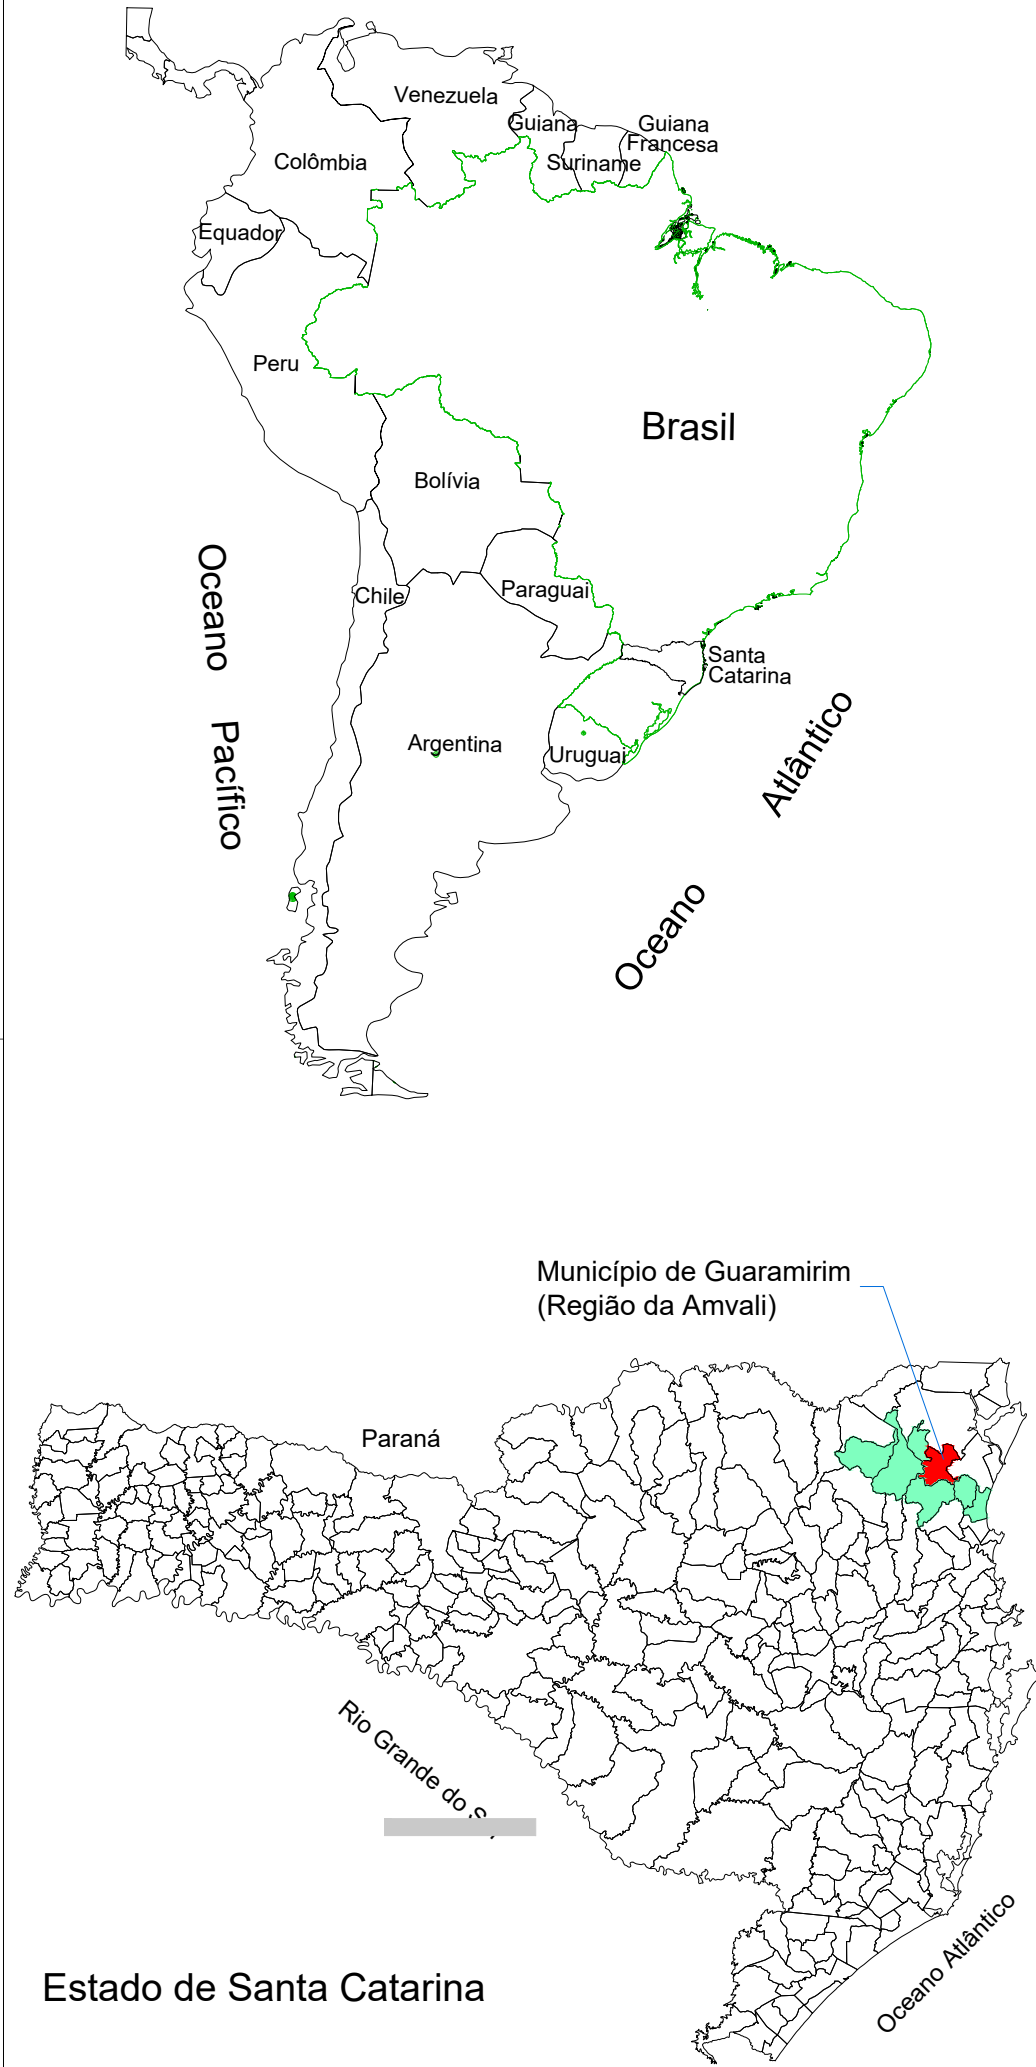 Venezuela
Guiana
Guiana
Francesa
Suriname
Colômbia
Equador
Peru
Brasil
Bolívia
Oceano Pacífico
Chile
Paraguai
Santa
Catarina
Argentina
Uruguai
Oceano Atlântico
Município de Guaramirim
(Região da Amvali)
Paraná
Rio Grande do
Oceano Atlântico
Estado de Santa Catarina